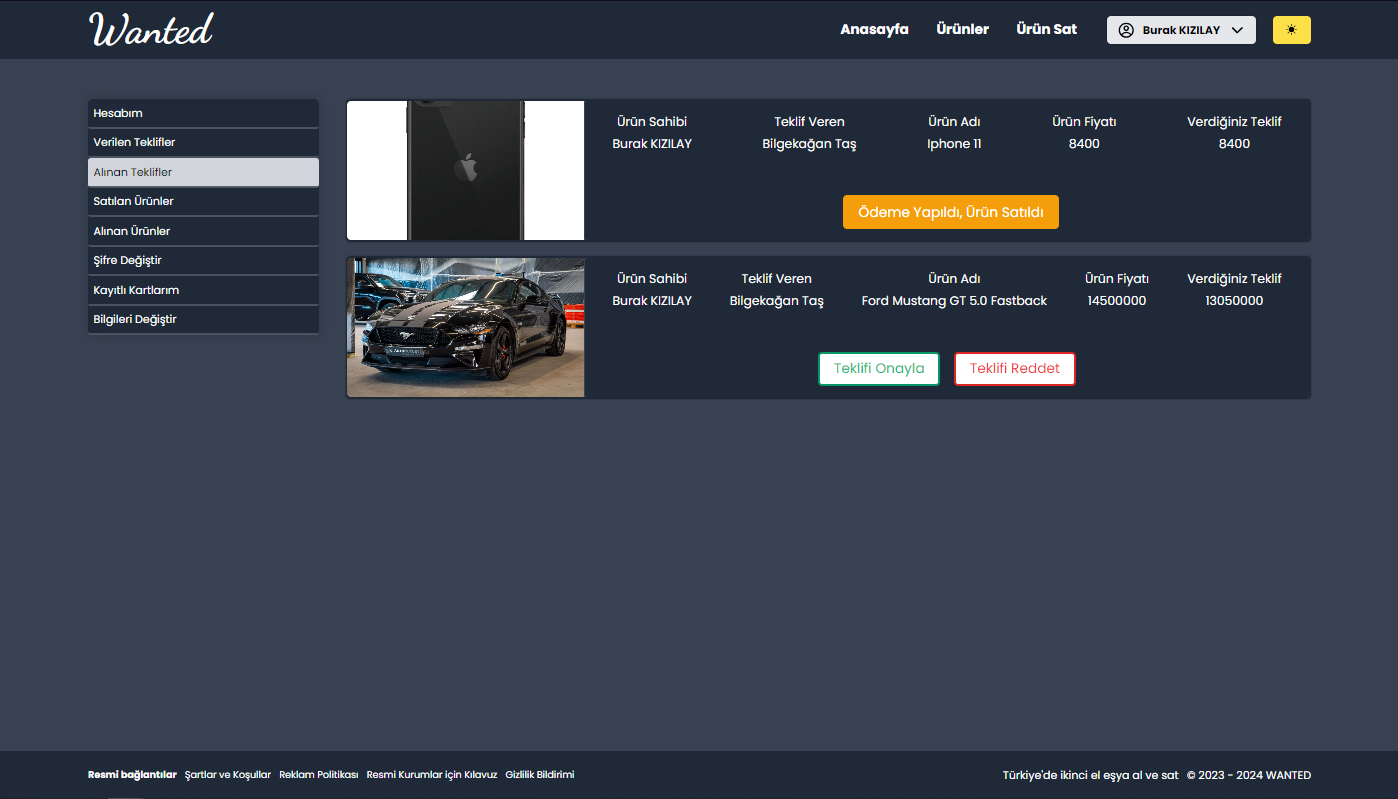 Wanted
Anasayfa Ürünler Ürün Sat Burak KIZILAY
Hesabım
Verilen Teklifler
Alınan Teklifler
Satılan Ürünler
Alınan Ürünler
Şifre Değiştir
Kayıtlı Kartlarım
Bilgileri Değiştir
Ürün Sahibi Teklif Veren Ürün Adı Ürün Fiyatı Verdiğiniz Teklif
Burak KIZILAY Bilgekağan Taş Iphone 11 8400 8400
Ödeme Yapıldı, Ürün Satıldı
Ürün Sahibi Teklif Veren Ürün Adı Ürün Fiyatı Verdiğiniz Teklif
Burak KIZILAY Bilgekağan Taş Ford Mustang GT 5.0 Fastback 14500000 13050000
Teklifi Onayla Teklifi Reddet
Resmi bağlantılar Şartlar ve Koşullar Reklam Politikası Resmi Kurumlar için Kılavuz Gizlilik Bildirimi
Türkiye'de ikinci el eşya al ve sat © 2023 - 2024 WANTED